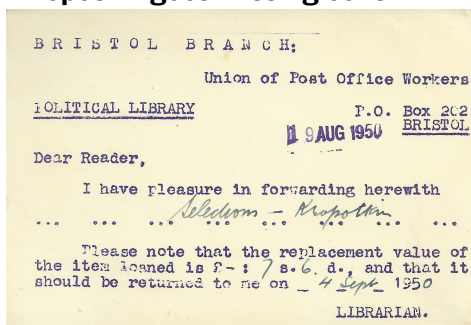 BRISTOL BRANCH:
Union of Post Office Workers
POLITICAL LIBRARY
P.O. Box 202
19 AUG 1950 BRISTOL
Dear Reader,
I have pleasure in forwarding herewith
... ... ... Selections — Kropotkin ... ... ...
Please note that the replacement value of
the item loaned is £-: 7 s. 6. d., and that it
should be returned to me on _ 4 Sept 1950
LIBRARIAN.